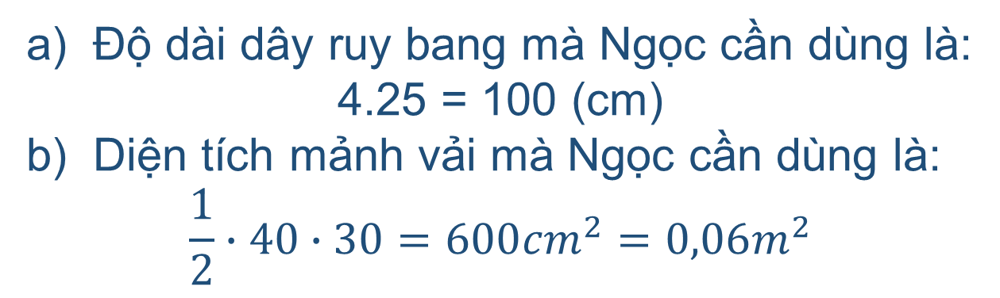 a) Độ dài dây ruy bang mà Ngọc cần dùng là:
4.25 = 100 (cm)
b) Diện tích mảnh vải mà Ngọc cần dùng là:
1/2 · 40 · 30 = 600cm² = 0,06m²